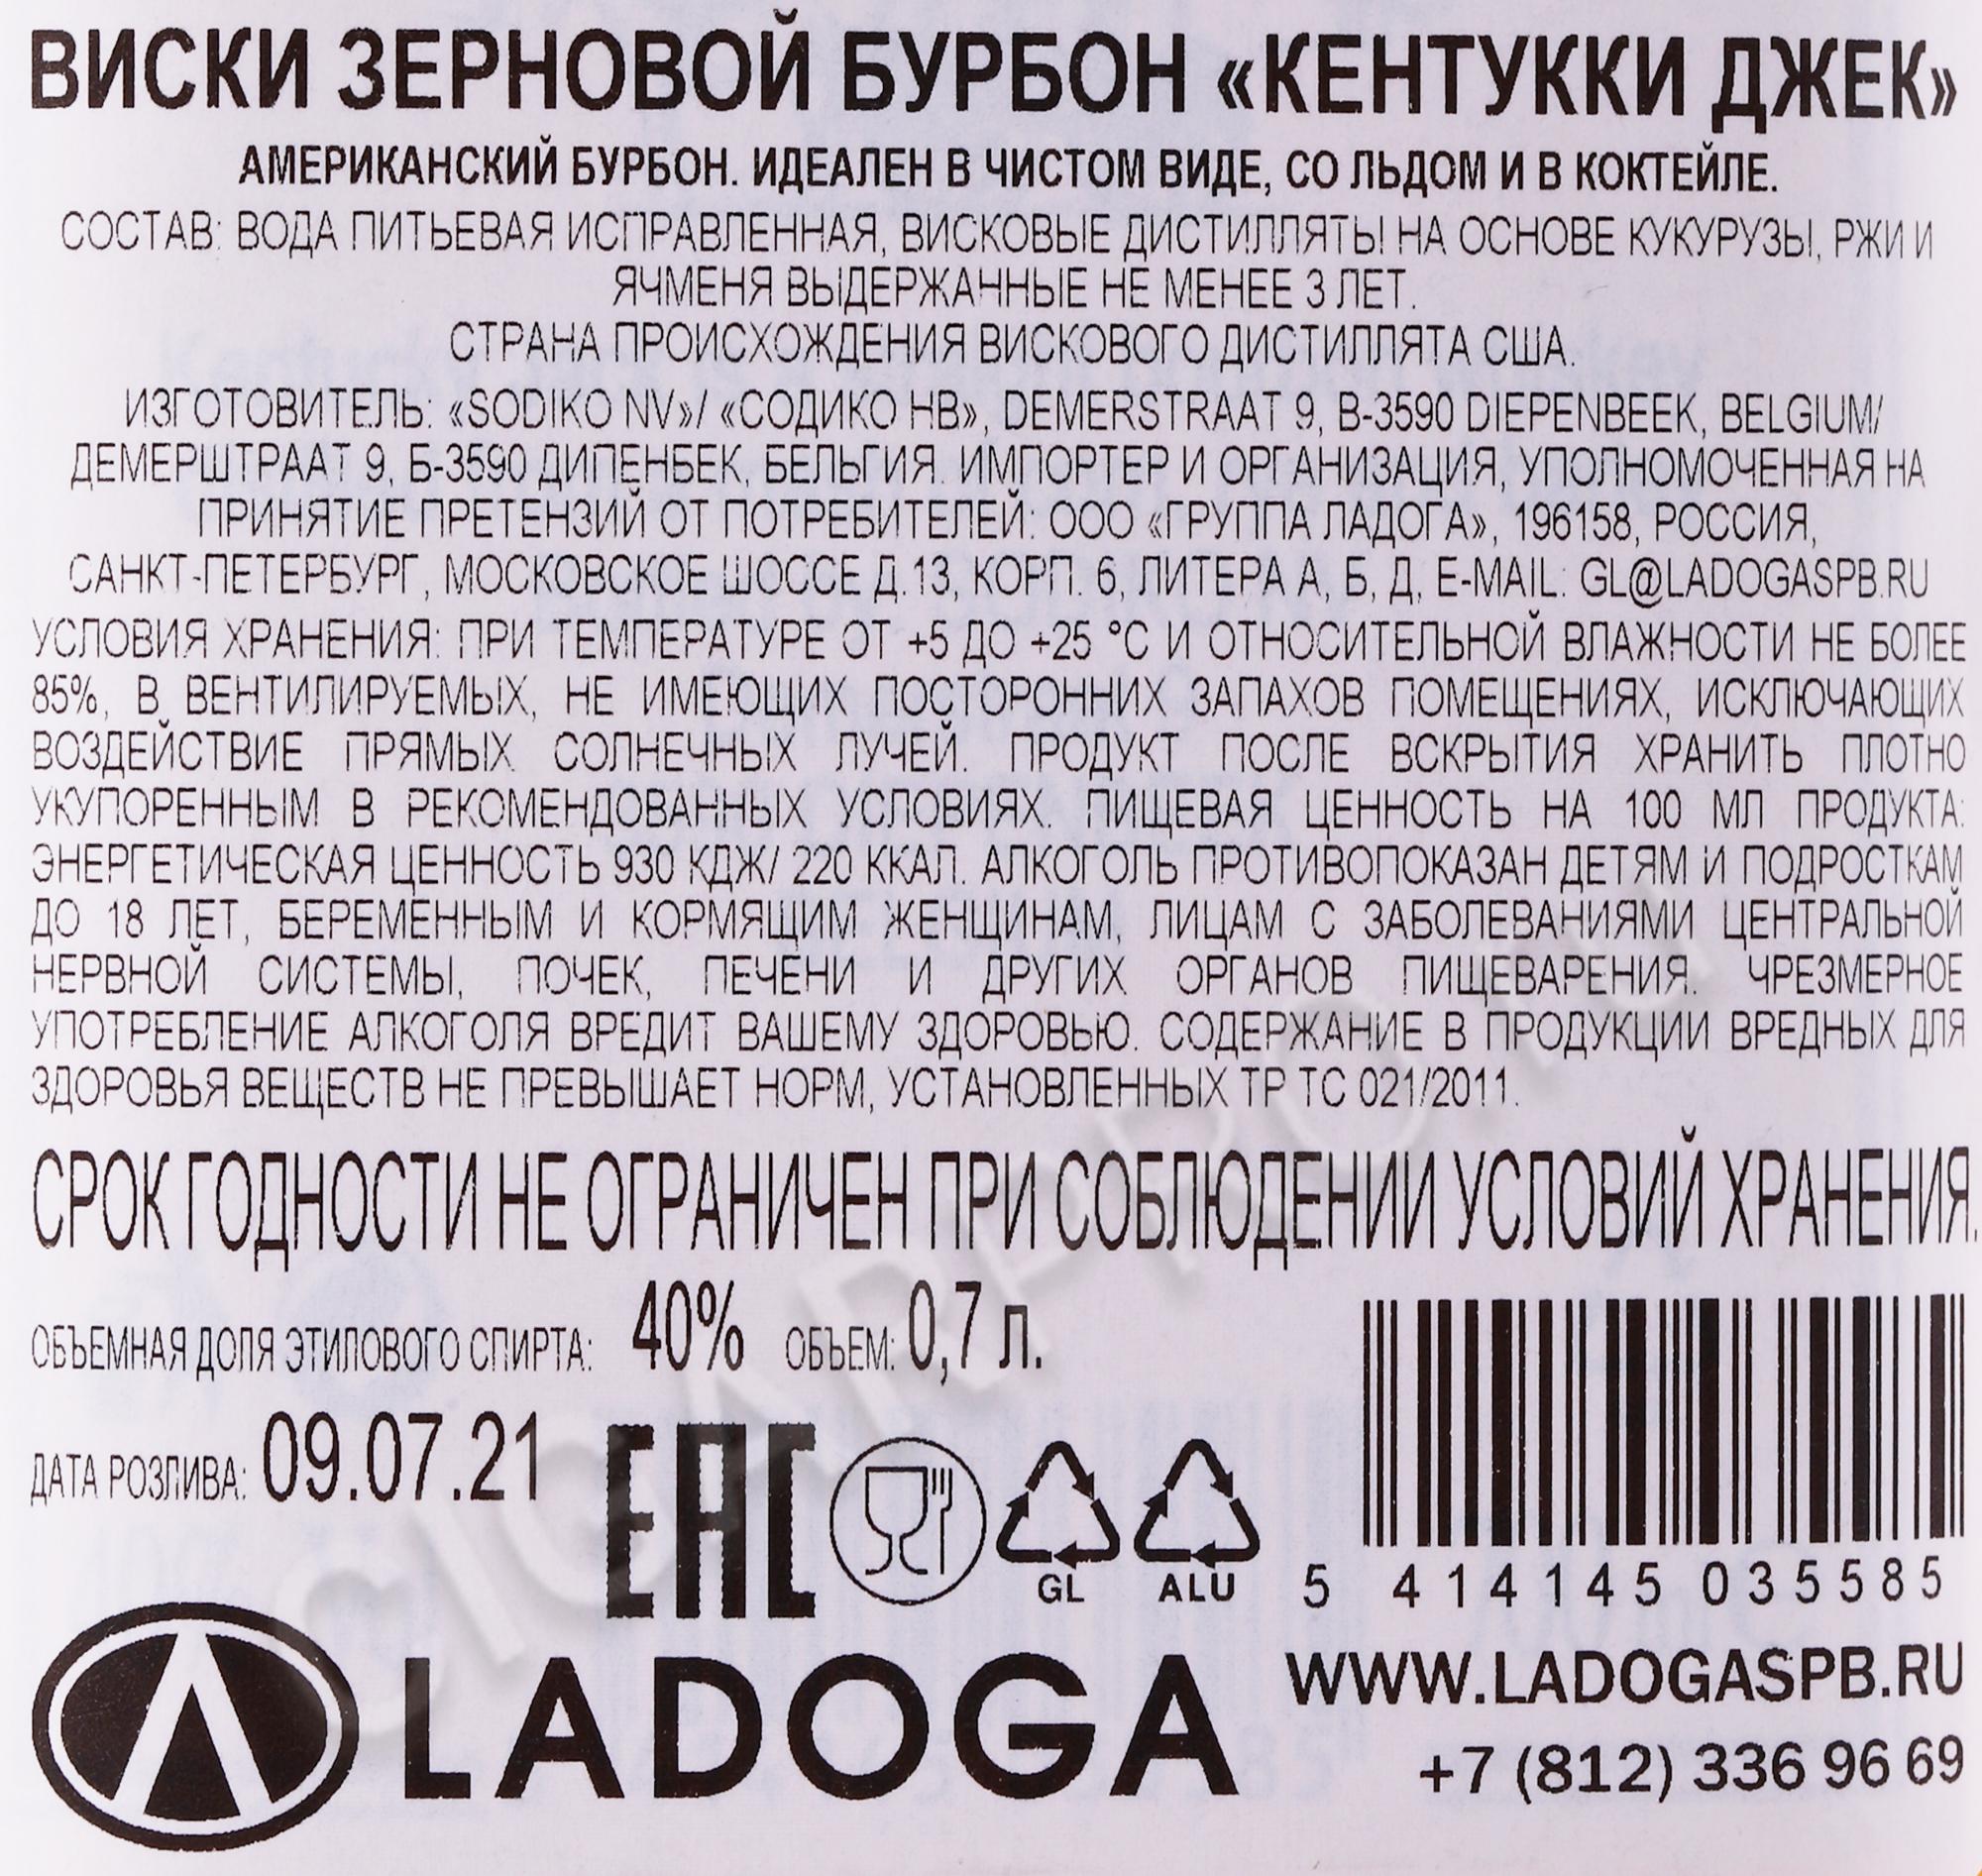 ВИСКИ ЗЕРНОВОЙ БУРБОН «КЕНТУККИ ДЖЕК»
АМЕРИКАНСКИЙ БУРБОН. ИДЕАЛЕН В ЧИСТОМ ВИДЕ, СО ЛЬДОМ И В КОКТЕЙЛЕ.
СОСТАВ: ВОДА ПИТЬЕВАЯ ИСПРАВЛЕННАЯ, ВИСКОВЫЕ ДИСТИЛЛЯТЫ НА ОСНОВЕ КУКУРУЗЫ, РЖИ И
ЯЧМЕНЯ ВЫДЕРЖАННЫЕ НЕ МЕНЕЕ 3 ЛЕТ.
СТРАНА ПРОИСХОЖДЕНИЯ ВИСКОВОГО ДИСТИЛЛЯТА США.
ИЗГОТОВИТЕЛЬ: «SODIKO NV»/ «СОДИКО НВ», DEMERSTRAAT 9, B-3590 DIEPENBEEK, BELGIUM/
ДЕМЕРШТРААТ 9, Б-3590 ДИПЕНБЕК, БЕЛЬГИЯ. ИМПОРТЕР И ОРГАНИЗАЦИЯ, УПОЛНОМОЧЕННАЯ НА
ПРИНЯТИЕ ПРЕТЕНЗИЙ ОТ ПОТРЕБИТЕЛЕЙ: ООО «ГРУППА ЛАДОГА», 196158, РОССИЯ,
САНКТ-ПЕТЕРБУРГ, МОСКОВСКОЕ ШОССЕ Д.13, КОРП. 6, ЛИТЕРА А, Б, Д, E-MAIL: GL@LADOGASPB.RU
УСЛОВИЯ ХРАНЕНИЯ: ПРИ ТЕМПЕРАТУРЕ ОТ +5 ДО +25 °С И ОТНОСИТЕЛЬНОЙ ВЛАЖНОСТИ НЕ БОЛЕЕ
85%, В ВЕНТИЛИРУЕМЫХ, НЕ ИМЕЮЩИХ ПОСТОРОННИХ ЗАПАХОВ ПОМЕЩЕНИЯХ, ИСКЛЮЧАЮЩИХ
ВОЗДЕЙСТВИЕ ПРЯМЫХ СОЛНЕЧНЫХ ЛУЧЕЙ. ПРОДУКТ ПОСЛЕ ВСКРЫТИЯ ХРАНИТЬ ПЛОТНО
УКУПОРЕННЫМ В РЕКОМЕНДОВАННЫХ УСЛОВИЯХ. ПИЩЕВАЯ ЦЕННОСТЬ НА 100 МЛ ПРОДУКТА:
ЭНЕРГЕТИЧЕСКАЯ ЦЕННОСТЬ 930 КДЖ/ 220 ККАЛ. АЛКОГОЛЬ ПРОТИВОПОКАЗАН ДЕТЯМ И ПОДРОСТКАМ
ДО 18 ЛЕТ, БЕРЕМЕННЫМ И КОРМЯЩИМ ЖЕНЩИНАМ, ЛИЦАМ С ЗАБОЛЕВАНИЯМИ ЦЕНТРАЛЬНОЙ
НЕРВНОЙ СИСТЕМЫ, ПОЧЕК, ПЕЧЕНИ И ДРУГИХ ОРГАНОВ ПИЩЕВАРЕНИЯ. ЧРЕЗМЕРНОЕ
УПОТРЕБЛЕНИЕ АЛКОГОЛЯ ВРЕДИТ ВАШЕМУ ЗДОРОВЬЮ. СОДЕРЖАНИЕ В ПРОДУКЦИИ ВРЕДНЫХ ДЛЯ
ЗДОРОВЬЯ ВЕЩЕСТВ НЕ ПРЕВЫШАЕТ НОРМ, УСТАНОВЛЕННЫХ ТР ТС 021/2011.
СРОК ГОДНОСТИ НЕ ОГРАНИЧЕН ПРИ СОБЛЮДЕНИИ УСЛОВИЙ ХРАНЕНИЯ.
ОБЪЕМНАЯ ДОЛЯ ЭТИЛОВОГО СПИРТА: 40% ОБЪЕМ: 0,7 л.
ДАТА РОЗЛИВА: 09.07.21
EAC
GL ALU
5 414145 035585
LADOGA
WWW.LADOGASPB.RU
+7 (812) 336 96 69
CIGARPRO.RU